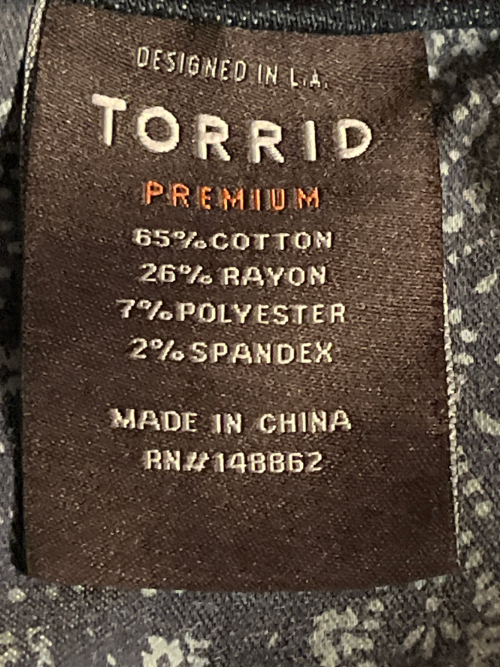 DESIGNED IN L.A.
TORRID
PREMIUM
65% COTTON
26% RAYON
7% POLYESTER
2% SPANDEX
MADE IN CHINA
RN#148862